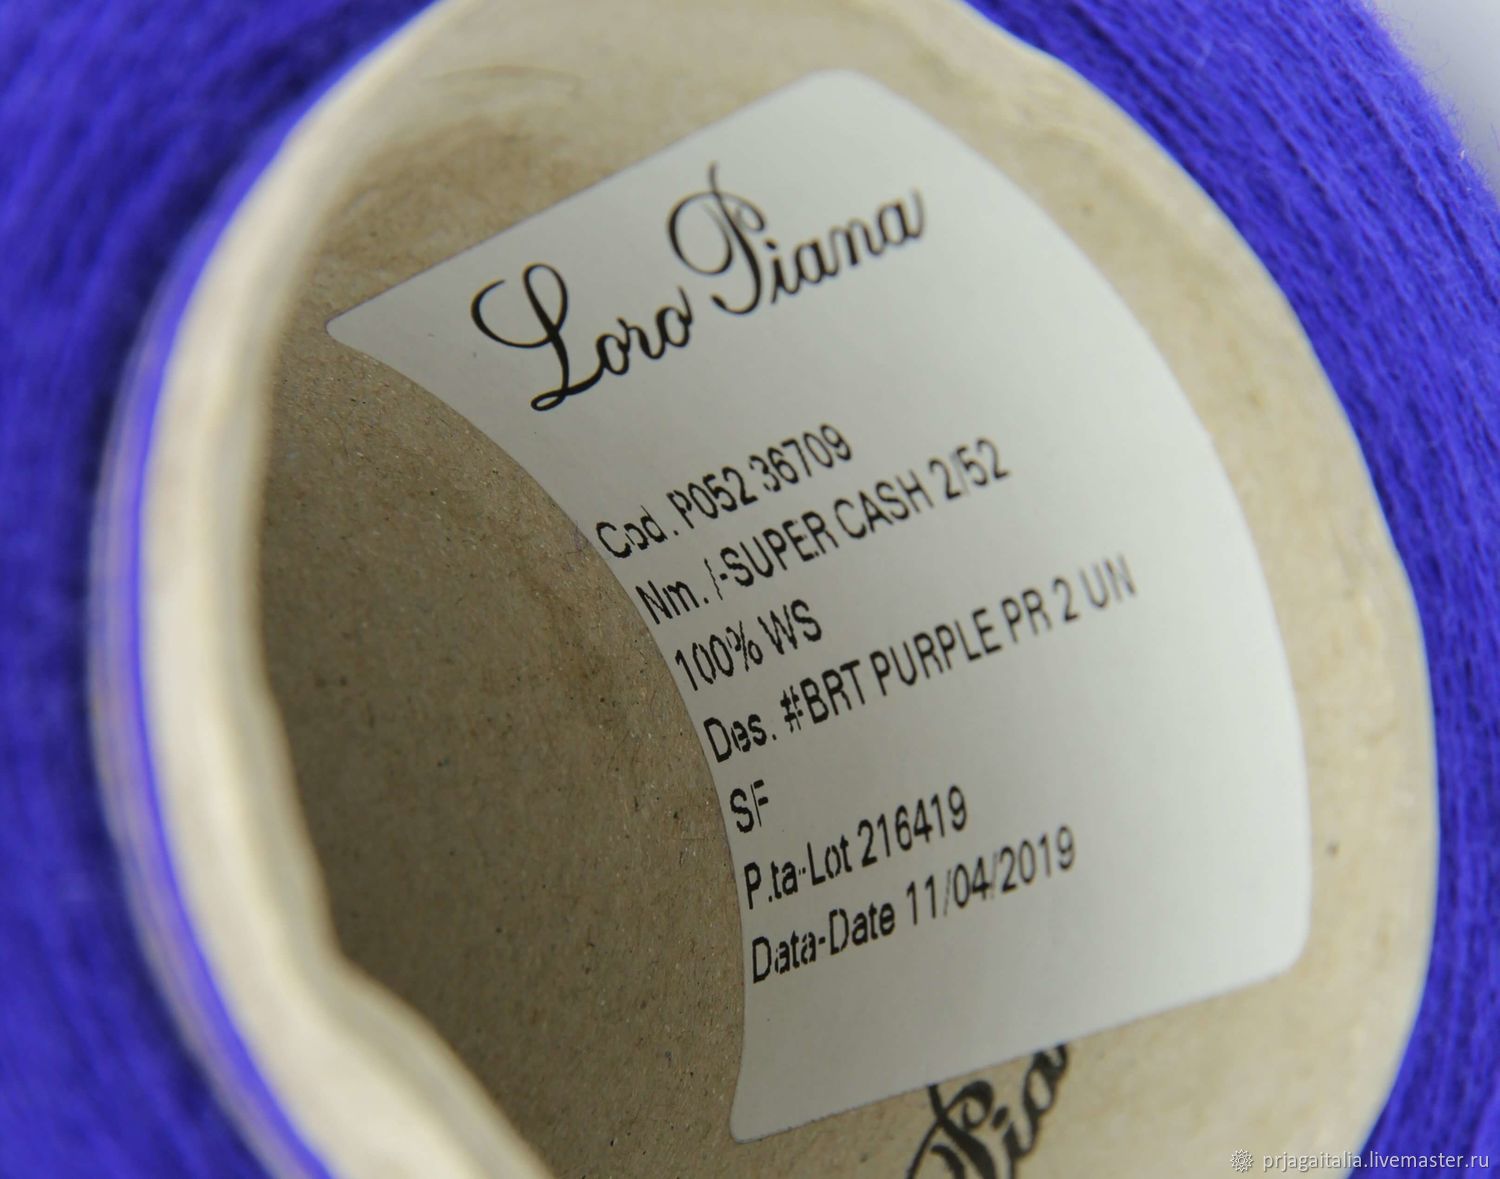 Loro Piana
Cod. P052 36709
Nm. /-SUPER CASH 2/52
100% WS
Des. #BRT PURPLE PR 2 UN
SF
P.ta-Lot 216419
Data-Date 11/04/2019
prjagaitalia.livemaster.ru